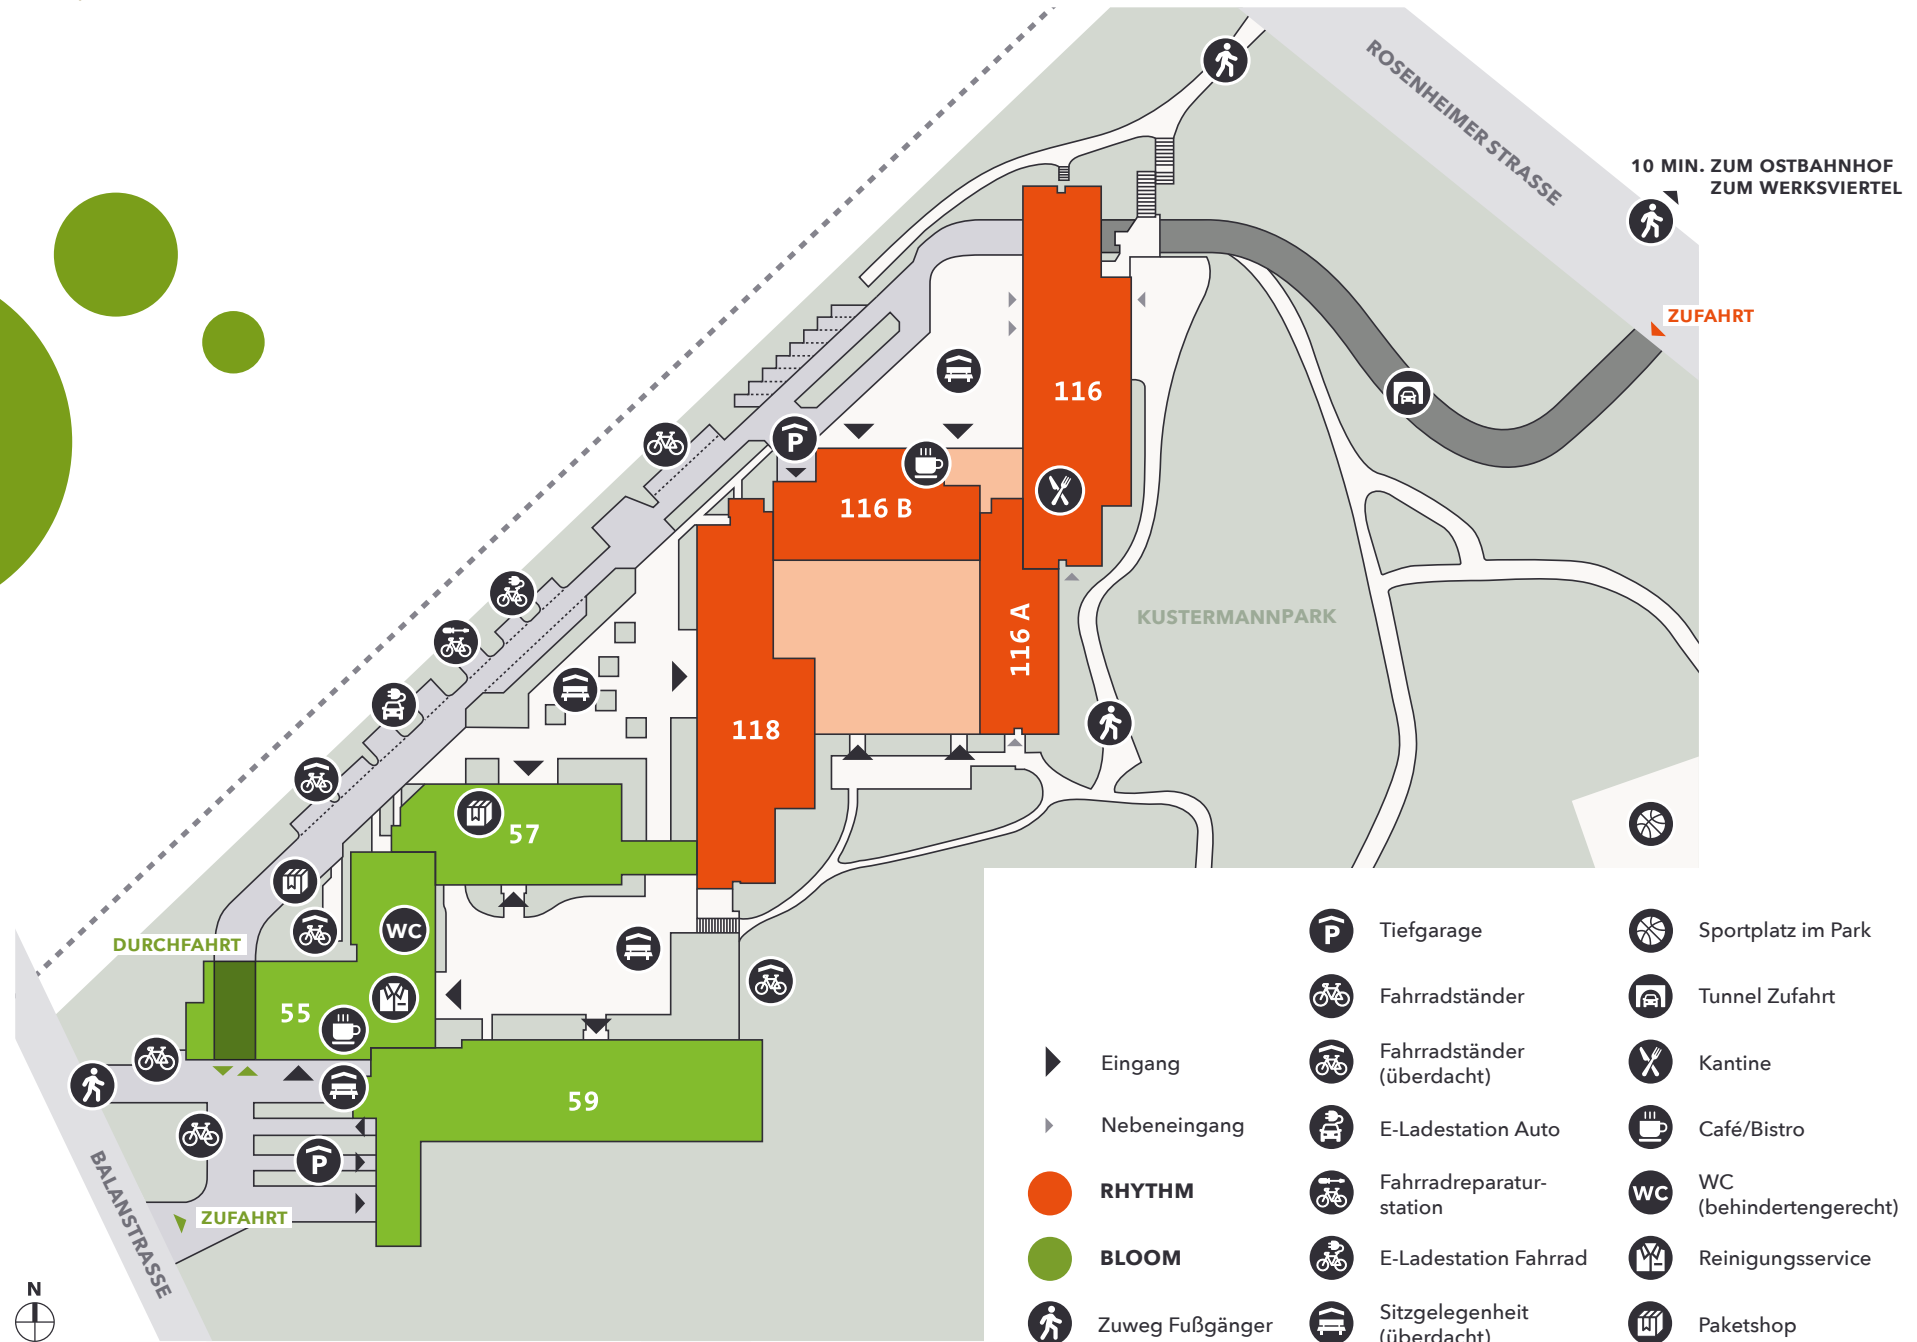 ROSENHEIMER STRASSE
10 MIN. ZUM OSTBAHNHOF
ZUM WERKSVIERTEL
ZUFAHRT
116
P
116 B
116 A
KUSTERMANNPARK
118
57
WC
DURCHFAHRT
55
59
P
BALANSTRASSE
ZUFAHRT
N
Eingang
Nebeneingang
RHYTHM
BLOOM
Zuweg Fußgänger
P
Tiefgarage
Fahrradständer
Fahrradständer
(überdacht)
E-Ladestation Auto
Fahrradreparatur-
station
E-Ladestation Fahrrad
Sitzgelegenheit
(überdacht)
Sportplatz im Park
Tunnel Zufahrt
Kantine
Café/Bistro
WC
WC
(behindertengerecht)
Reinigungsservice
Paketshop